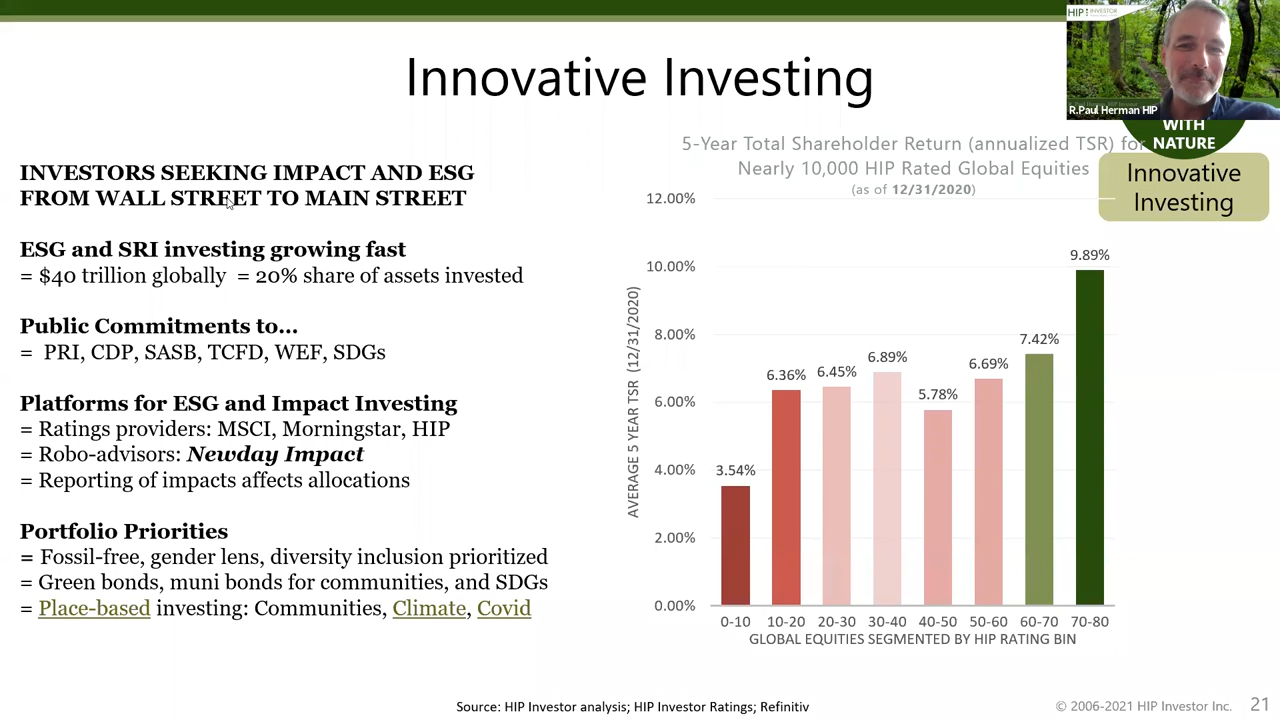 HIP INVESTOR
R.Paul Herman HIP
Innovative Investing
WITH
NATURE
Innovative
Investing
INVESTORS SEEKING IMPACT AND ESG
FROM WALL STREET TO MAIN STREET
ESG and SRI investing growing fast
= $40 trillion globally = 20% share of assets invested
Public Commitments to...
= PRI, CDP, SASB, TCFD, WEF, SDGs
Platforms for ESG and Impact Investing
= Ratings providers: MSCI, Morningstar, HIP
= Robo-advisors: Newday Impact
= Reporting of impacts affects allocations
Portfolio Priorities
= Fossil-free, gender lens, diversity inclusion prioritized
= Green bonds, muni bonds for communities, and SDGs
= Place-based investing: Communities, Climate, Covid
5-Year Total Shareholder Return (annualized TSR) for
Nearly 10,000 HIP Rated Global Equities
(as of 12/31/2020)
AVERAGE 5 YEAR TSR (12/31/2020)
12.00%
10.00%
8.00%
6.00%
4.00%
2.00%
0.00%
3.54%
6.36%
6.45%
6.89%
5.78%
6.69%
7.42%
9.89%
0-10 10-20 20-30 30-40 40-50 50-60 60-70 70-80
GLOBAL EQUITIES SEGMENTED BY HIP RATING BIN
Source: HIP Investor analysis; HIP Investor Ratings; Refinitiv
© 2006-2021 HIP Investor Inc. 21